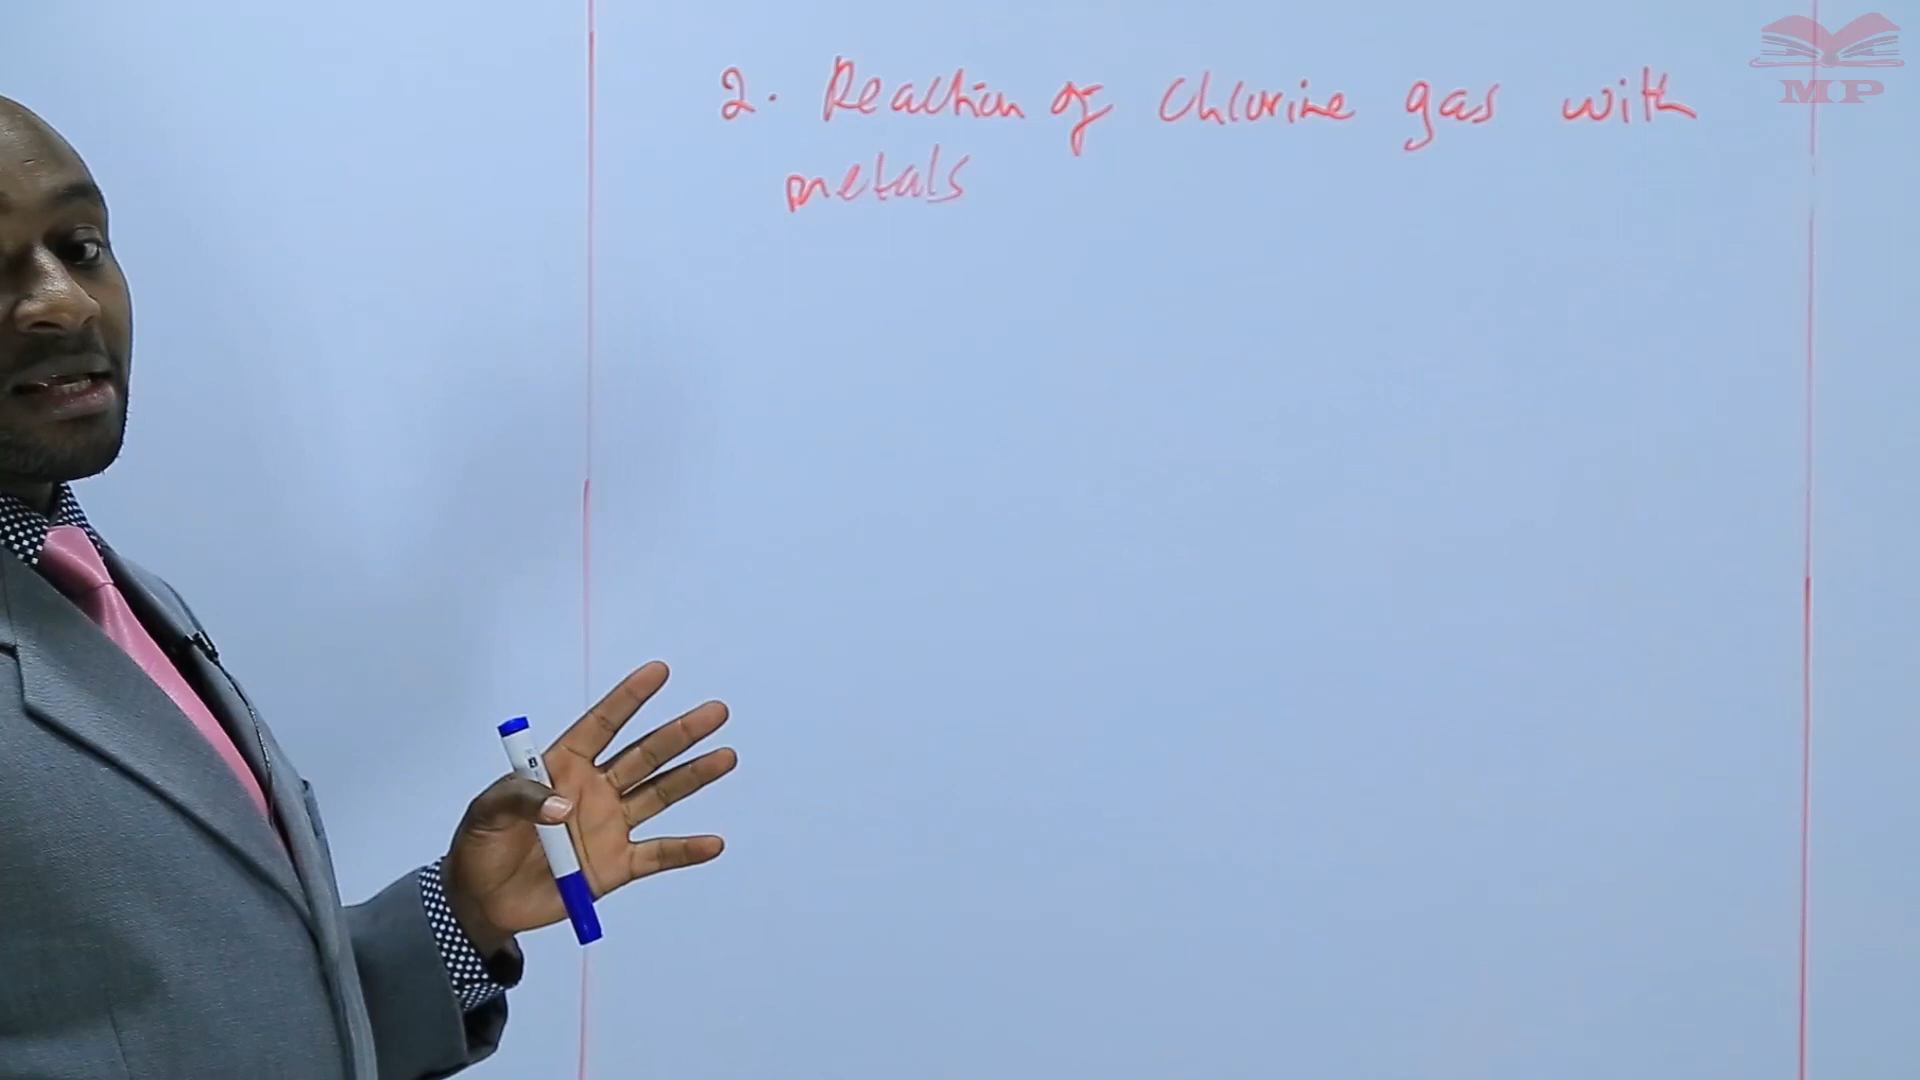 2. Reaction of Chlorine gas with
metals
MP